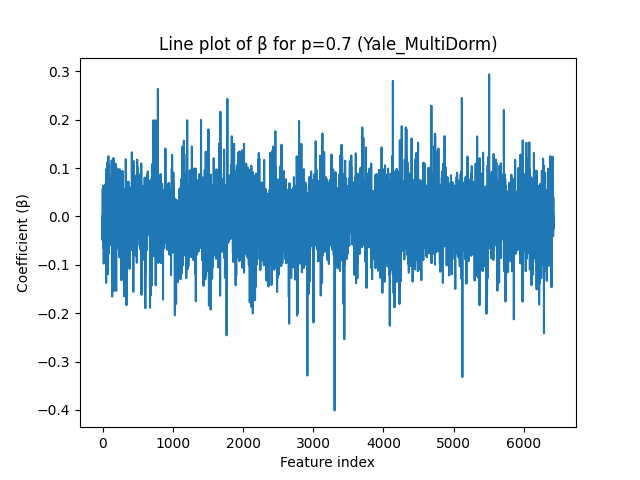 Line plot of β for p=0.7 (Yale_MultiDorm)
0.3
0.2
0.1
0.0
−0.1
−0.2
−0.3
−0.4
Coefficient (β)
0 1000 2000 3000 4000 5000 6000
Feature index